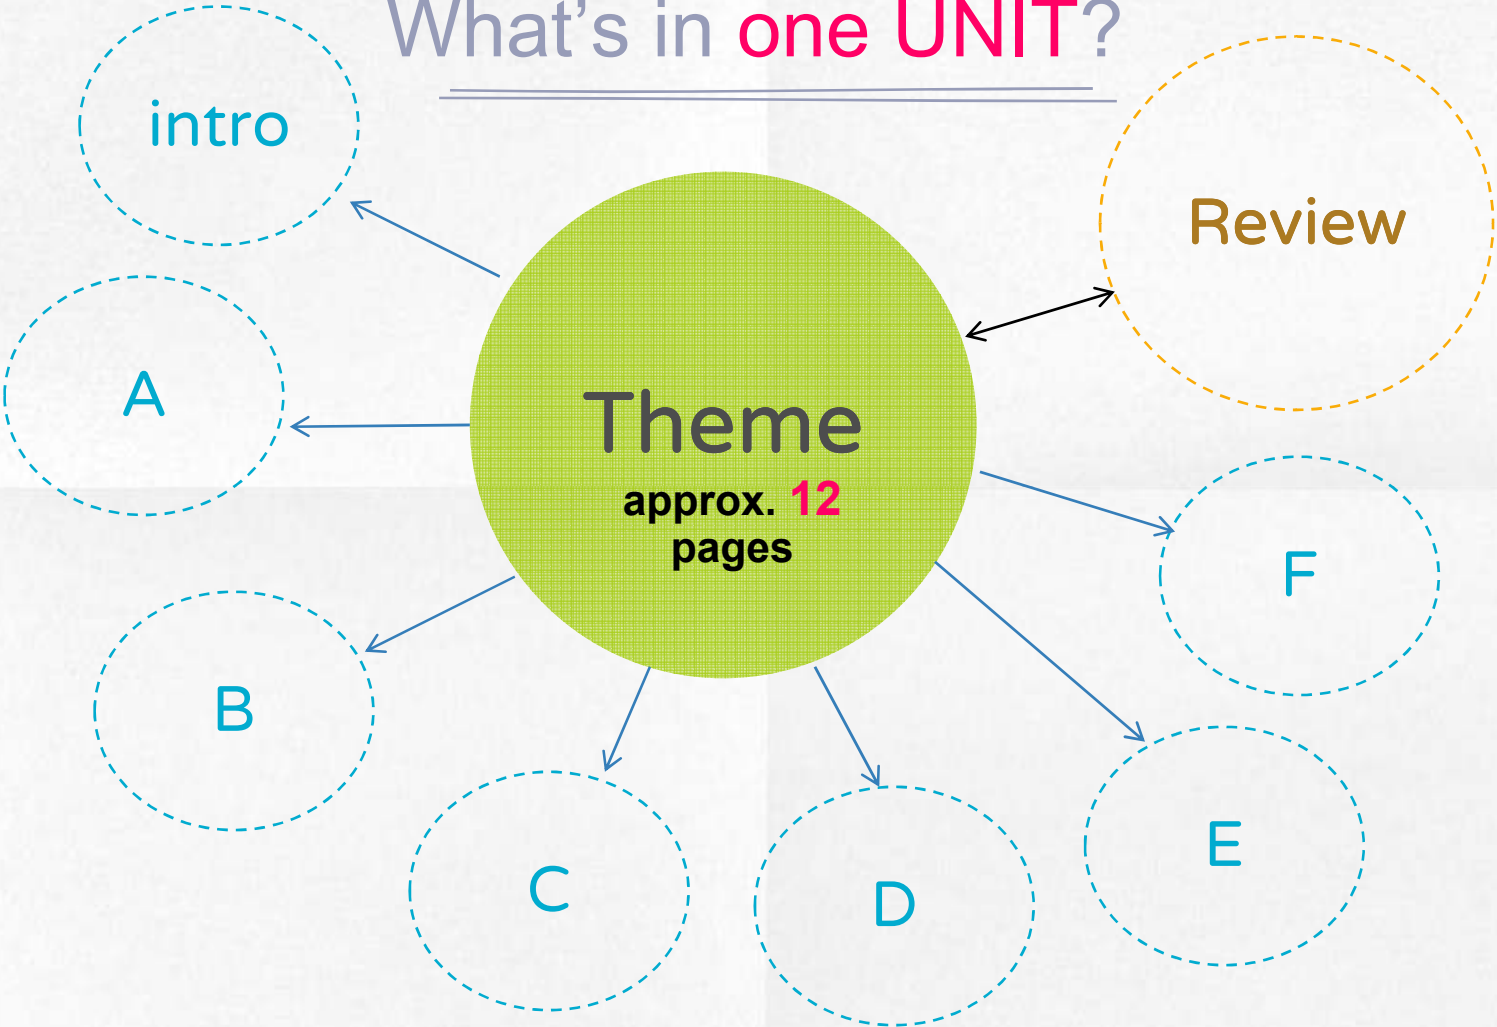 What's in one UNIT?
intro
Review
A
Theme
approx. 12
pages
F
B
E
C
D